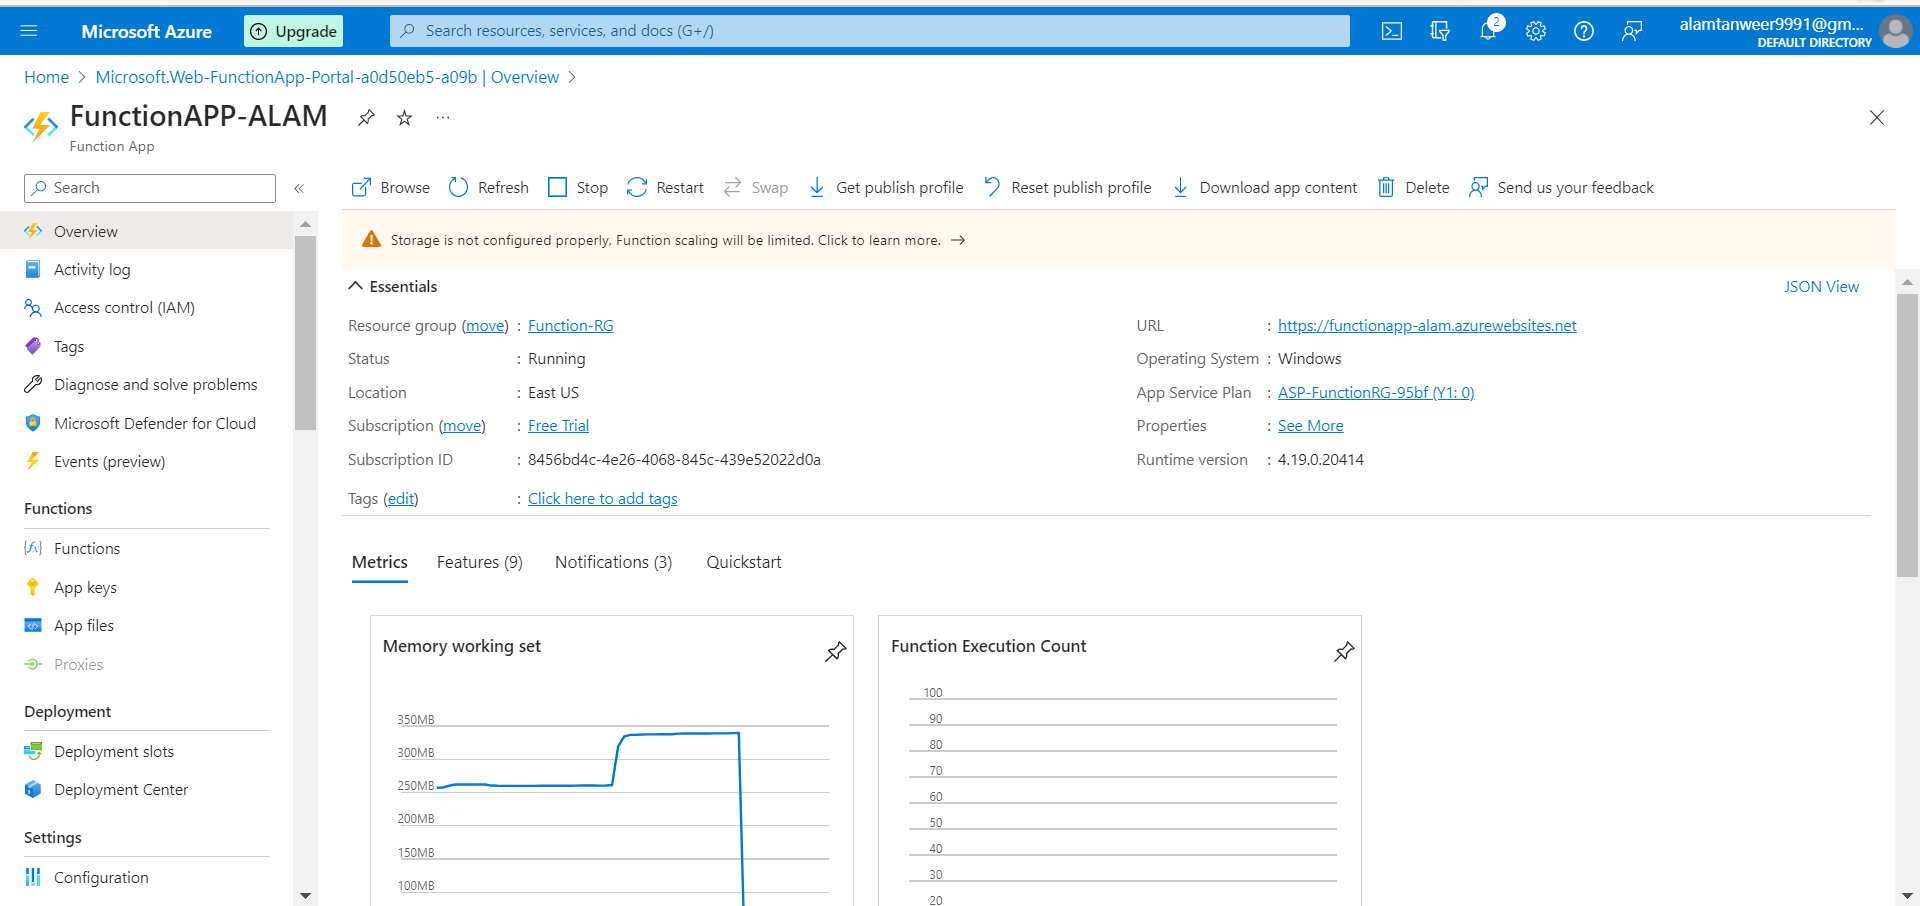 Microsoft Azure
Upgrade
Search resources, services, and docs (G+/)
2
alamtanweer9991@gm...
DEFAULT DIRECTORY
Home > Microsoft.Web-FunctionApp-Portal-a0d50eb5-a09b | Overview >
FunctionAPP-ALAM
...
Function App
Search
«
Browse
Refresh
Stop
Restart
Swap
Get publish profile
Reset publish profile
Download app content
Delete
Send us your feedback
Overview
Activity log
Access control (IAM)
Tags
Diagnose and solve problems
Microsoft Defender for Cloud
Events (preview)
Functions
Functions
App keys
App files
Proxies
Deployment
Deployment slots
Deployment Center
Settings
Configuration
Storage is not configured properly, Function scaling will be limited. Click to learn more. →
Essentials
JSON View
Resource group (move) : Function-RG
Status : Running
Location : East US
Subscription (move) : Free Trial
Subscription ID : 8456bd4c-4e26-4068-845c-439e52022d0a
Tags (edit) : Click here to add tags
URL : https://functionapp-alam.azurewebsites.net
Operating System : Windows
App Service Plan : ASP-FunctionRG-95bf (Y1: 0)
Properties : See More
Runtime version : 4.19.0.20414
Metrics
Features (9)
Notifications (3)
Quickstart
Memory working set
350MB
300MB
250MB
200MB
150MB
100MB
Function Execution Count
100
90
80
70
60
50
40
30
20